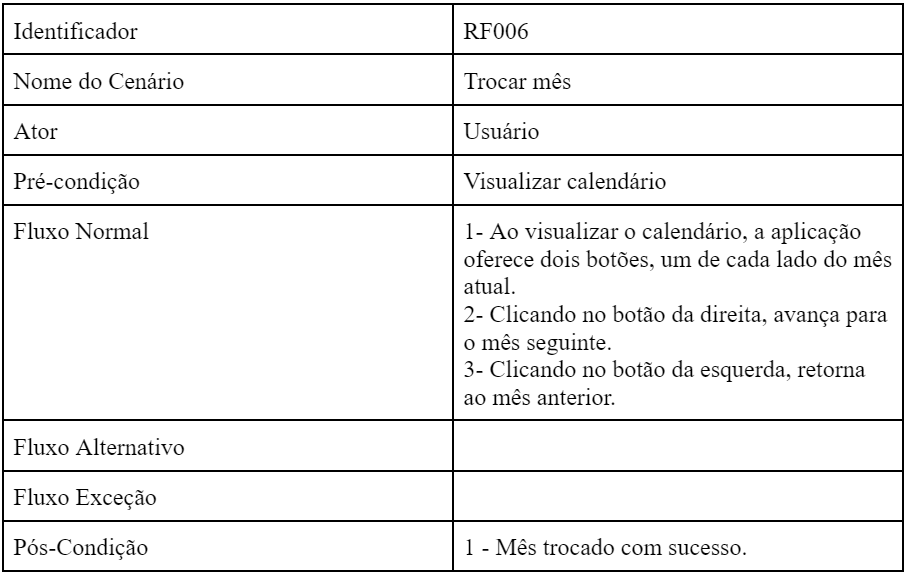 Identificador
RF006
Nome do Cenário
Trocar mês
Ator
Usuário
Pré-condição
Visualizar calendário
Fluxo Normal
1- Ao visualizar o calendário, a aplicação
oferece dois botões, um de cada lado do mês
atual.
2- Clicando no botão da direita, avança para
o mês seguinte.
3- Clicando no botão da esquerda, retorna
ao mês anterior.
Fluxo Alternativo
Fluxo Exceção
Pós-Condição
1 - Mês trocado com sucesso.